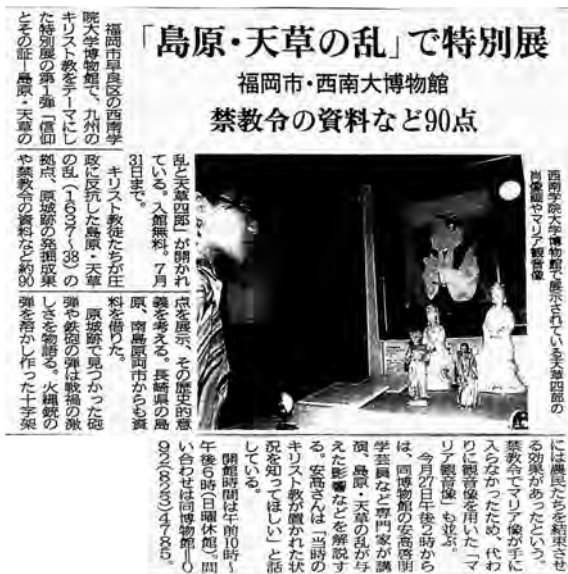 「島原・天草の乱」で特別展
福岡市・西南大博物館
禁教令の資料など90点
福岡市早良区の西南学
院大学博物館で、九州の
キリスト教をテーマにし
た特別展の第1弾「信仰
とその証―島原・天草の
乱と天草四郎」が開かれ
ている。入館無料。7月
31日まで。
キリスト教徒たちが圧
政に反抗した島原・天草
の乱(1637〜38)の
拠点、原城跡の発掘成果
や禁教令の資料など約90
点を展示、その歴史的意
義を考える。長崎県の島
原、南島原両市からも資
料を借りた。
原城跡で見つかった砲
弾や鉄砲の弾は戦禍の激
しさを物語る。火縄銃の
弾を溶かし作った十字架
には農民たちを結束させ
る効果があったという。
禁教令でマリア像が手に
入らなかったため、代わ
りに観音像を用いた「マ
リア観音像」も並ぶ。
今月27日午後2時から
は、同博物館の安高啓明
学芸員など専門家が講
演、島原・天草の乱が与
えた影響などを解説す
る。安高さんは「当時の
キリスト教が置かれた状
況を知ってほしい」と話
している。
開館時間は午前10時〜
午後6時(日曜休館)。問
い合わせは同博物館=0
92(823)4785。
西南学院大学博物館で展示されている天草四郎の
肖像画やマリア観音像